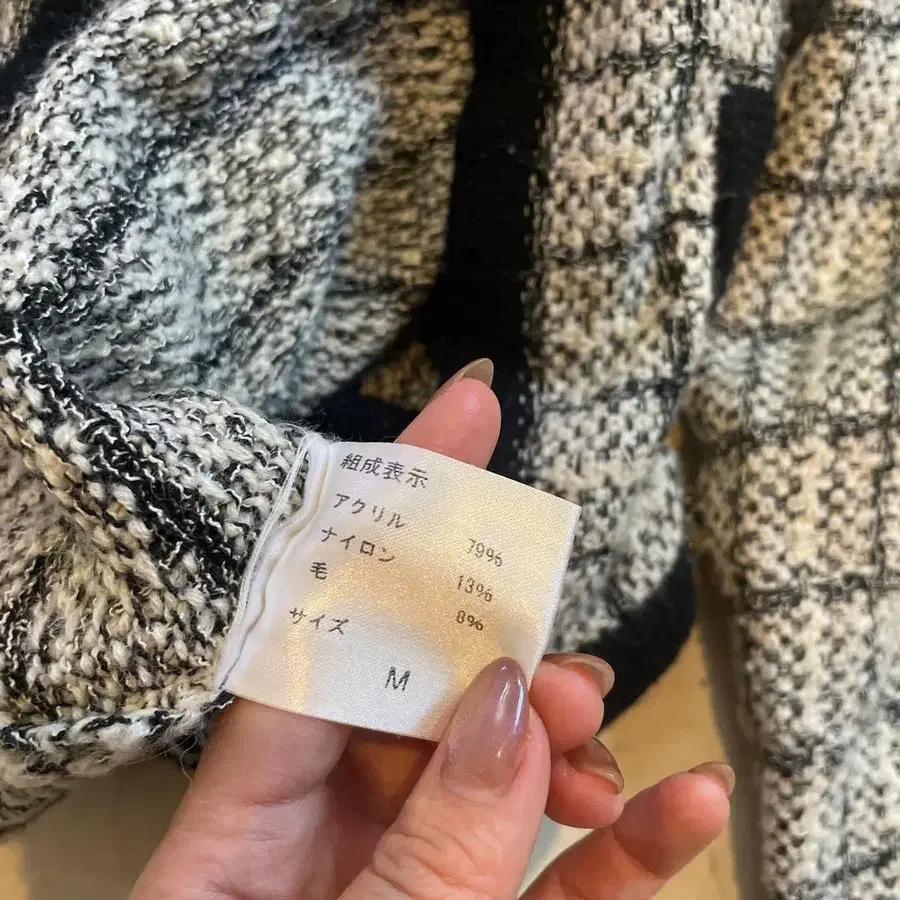 組成表示
アクリル 79%
ナイロン 13%
毛 8%
サイズ
M